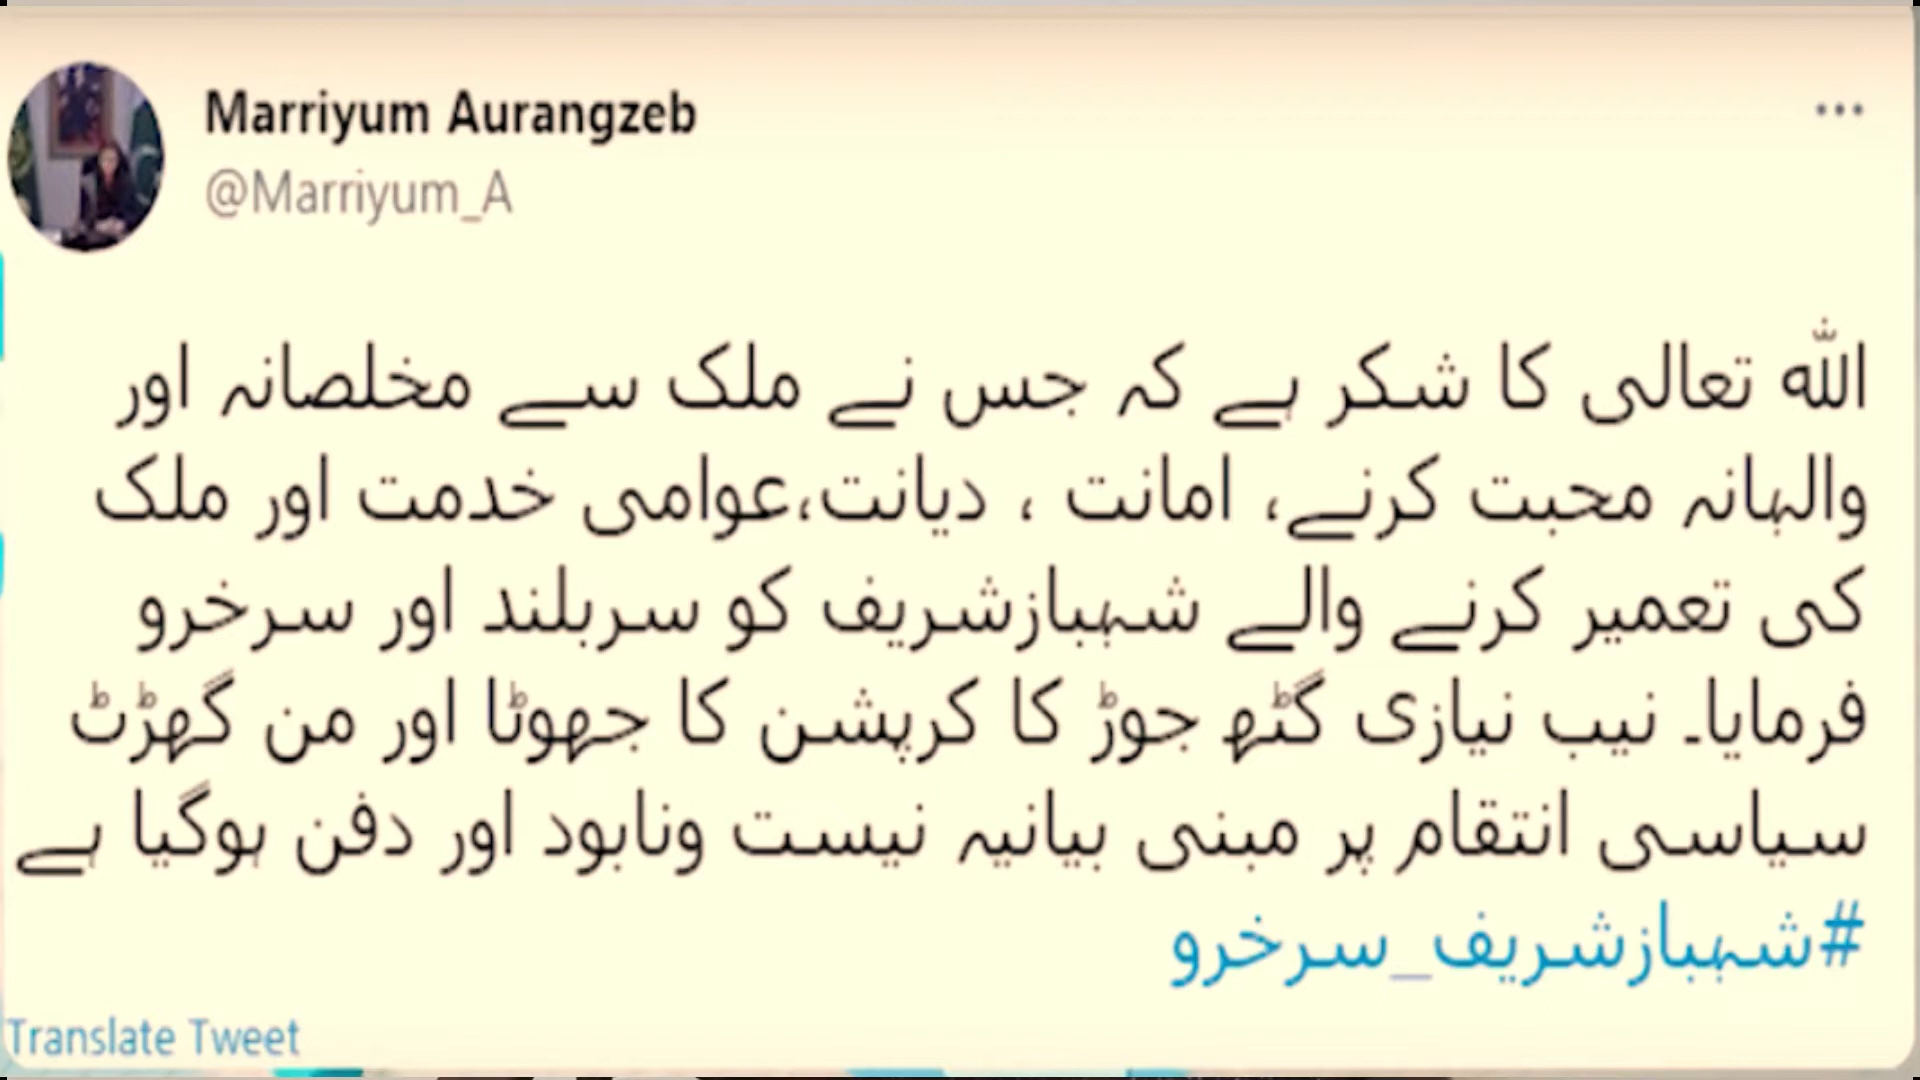 Marriyum Aurangzeb
@Marriyum_A
اللہ تعالی کا شکر ہے کہ جس نے ملک سے مخلصانہ اور
والہانہ محبت کرنے، امانت ، دیانت،عوامی خدمت اور ملک
کی تعمیر کرنے والے شہبازشریف کو سربلند اور سرخرو
فرمایا۔ نیب نیازی گٹھ جوڑ کا کرپشن کا جھوٹا اور من گھڑٹ
سیاسی انتقام پر مبنی بیانیہ نیست ونابود اور دفن ہوگیا ہے
#شہبازشریف_سرخرو
Translate Tweet